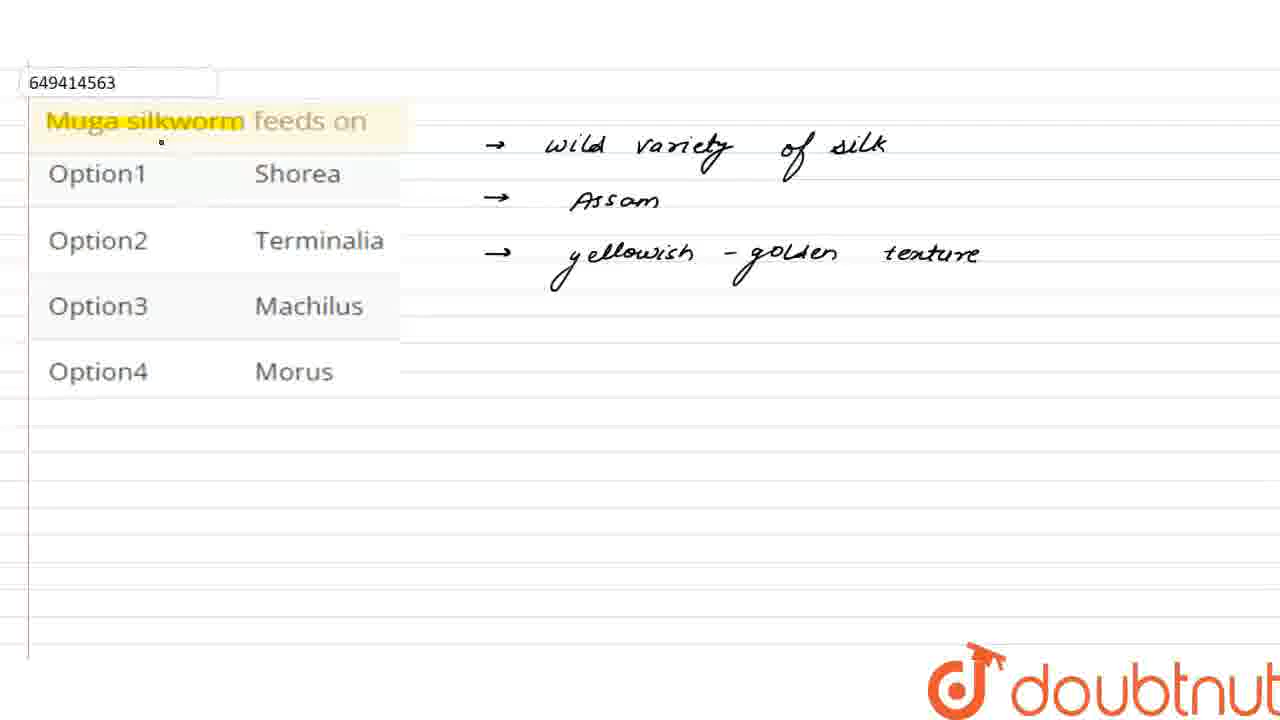 649414563
Muga silkworm feeds on
Option1 Shorea
Option2 Terminalia
Option3 Machilus
Option4 Morus
→ wild variety of silk
→ Assam
→ yellowish - golden texture
doubtnut